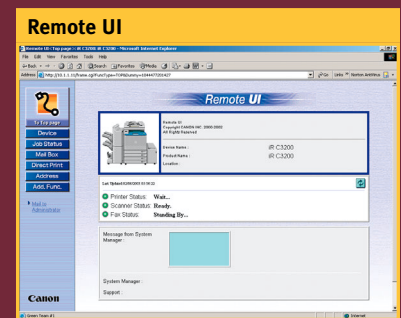 Remote UI
Remote UI : Top page : iR C3200: iR C3200 - Microsoft Internet Explorer
File Edit View Favorites Tools Help
Back Search Favorites Media
Address
Go Links Norton AntiVirus
Remote UI
To Top page
Device
Job Status
Mail Box
Direct Print
Address
Add. Func.
Mail to
Administrator
Remote UI
Copyright CANON INC. 2000-2002
All Rights Reserved
Device Name : iR C3200
Product Name : iR C3200
Location :
Printer Status: Wait...
Scanner Status: Ready.
Fax Status: Standing By...
Message from System
Manager :
System Manager :
Support :
Canon
Internet